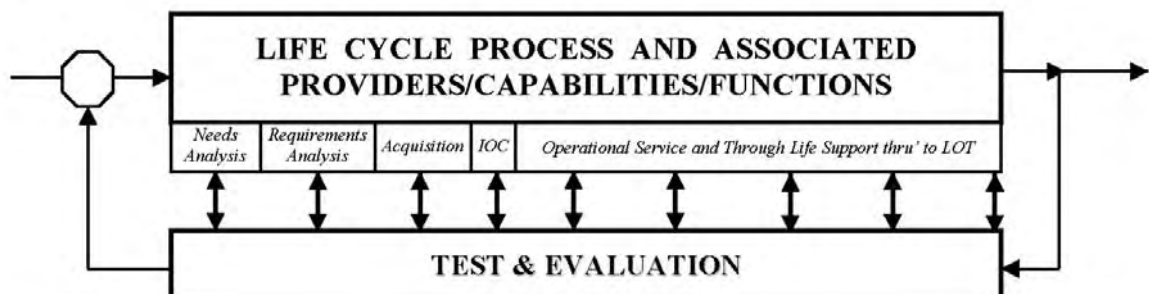 LIFE CYCLE PROCESS AND ASSOCIATED
PROVIDERS/CAPABILITIES/FUNCTIONS
Needs
Analysis
Requirements
Analysis
Acquisition
IOC
Operational Service and Through Life Support thru' to LOT
TEST & EVALUATION